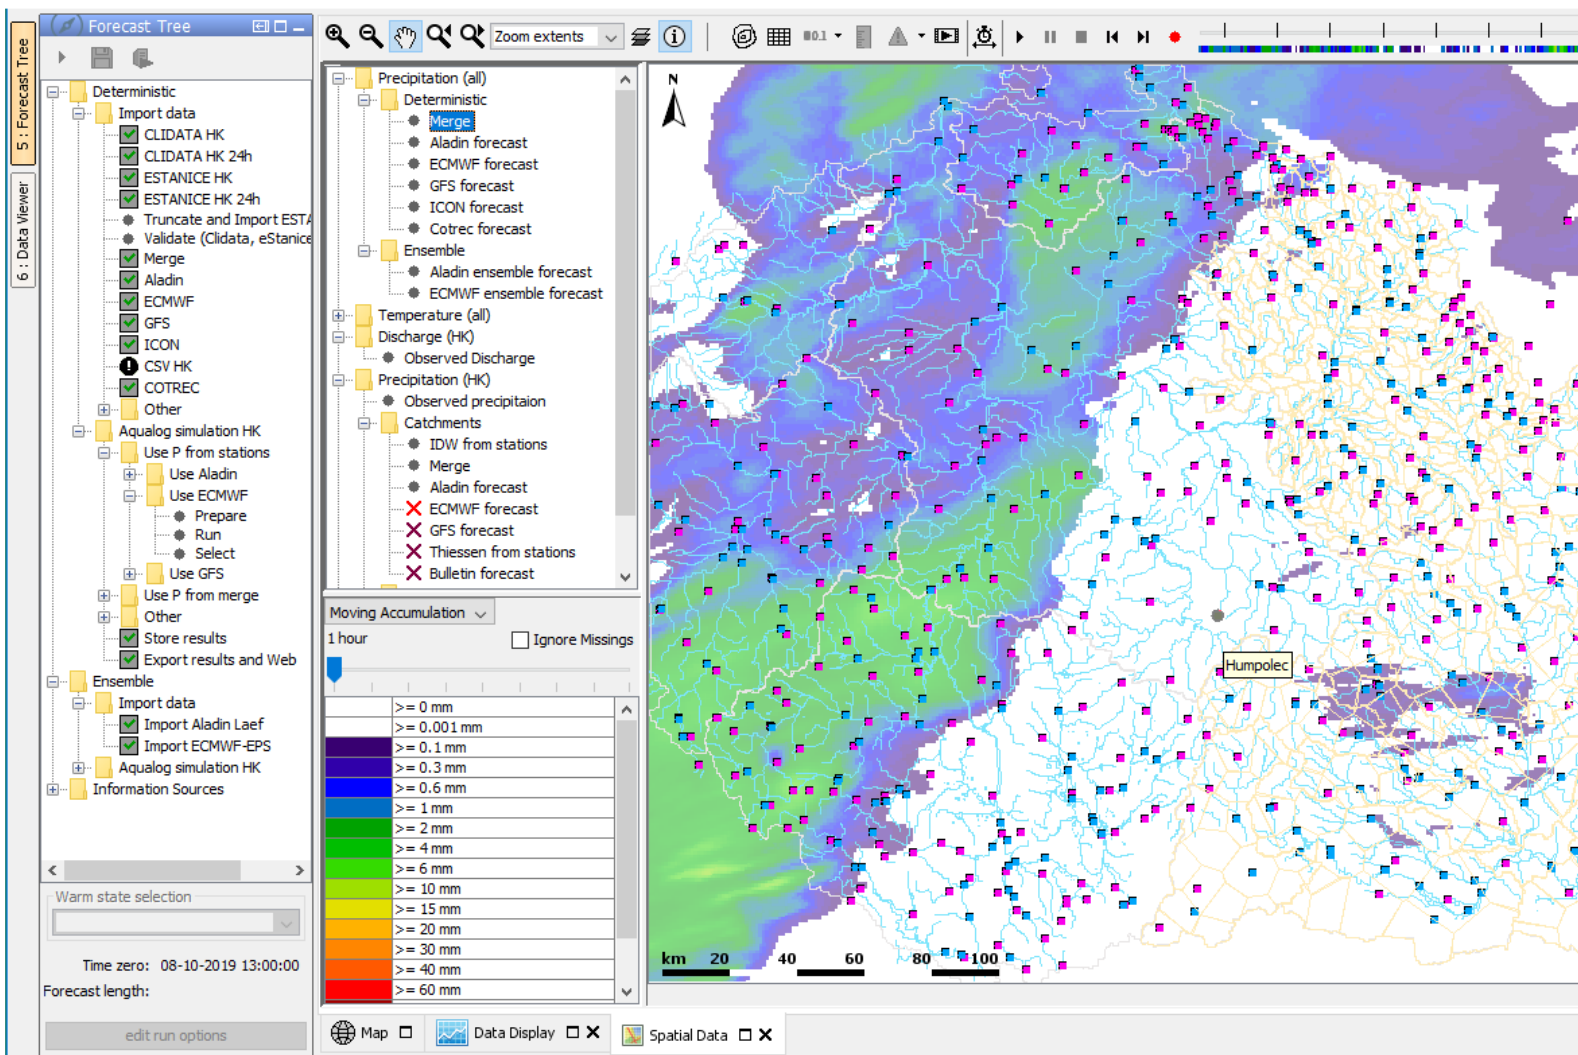 5 : Forecast Tree
6 : Data Viewer
Forecast Tree
Deterministic
Import data
CLIDATA HK
CLIDATA HK 24h
ESTANICE HK
ESTANICE HK 24h
Truncate and Import ESTA
Validate (Clidata, eStanice
Merge
Aladin
ECMWF
GFS
ICON
CSV HK
COTREC
Other
Aqualog simulation HK
Use P from stations
Use Aladin
Use ECMWF
Prepare
Run
Select
Use GFS
Use P from merge
Other
Store results
Export results and Web
Ensemble
Import data
Import Aladin Laef
Import ECMWF-EPS
Aqualog simulation HK
Information Sources
Warm state selection
Time zero: 08-10-2019 13:00:00
Forecast length:
edit run options
Zoom extents
0.1
Precipitation (all)
Deterministic
Merge
Aladin forecast
ECMWF forecast
GFS forecast
ICON forecast
Cotrec forecast
Ensemble
Aladin ensemble forecast
ECMWF ensemble forecast
Temperature (all)
Discharge (HK)
Observed Discharge
Precipitation (HK)
Observed precipitaion
Catchments
IDW from stations
Merge
Aladin forecast
ECMWF forecast
GFS forecast
Thiessen from stations
Bulletin forecast
Moving Accumulation
1 hour
Ignore Missings
>= 0 mm
>= 0.001 mm
>= 0.1 mm
>= 0.3 mm
>= 0.6 mm
>= 1 mm
>= 2 mm
>= 4 mm
>= 6 mm
>= 10 mm
>= 15 mm
>= 20 mm
>= 30 mm
>= 40 mm
>= 60 mm
N
Humpolec
km 20 40 60 80 100
Map
Data Display
Spatial Data